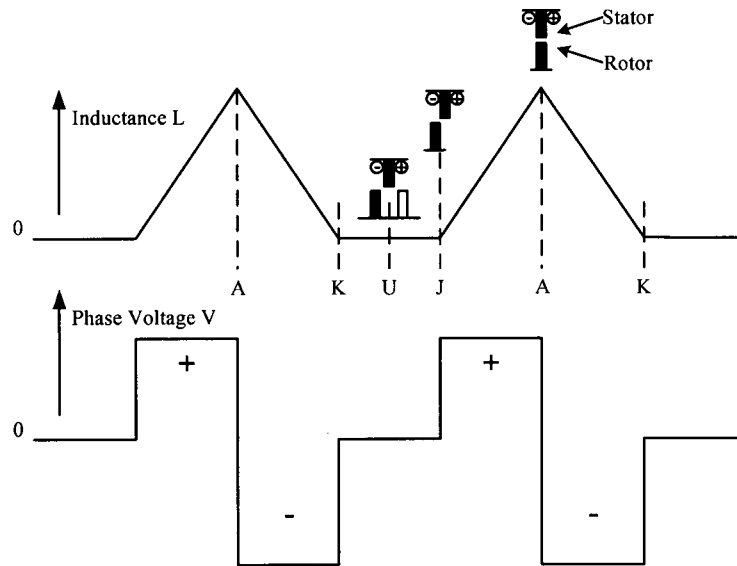 Stator
Rotor
Inductance L
0
A K U J A K
Phase Voltage V
+ +
0
- -